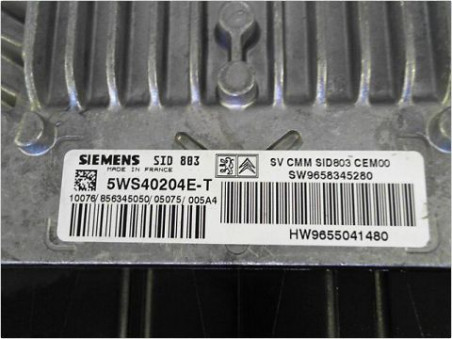 SIEMENS SID 803
MADE IN FRANCE
5WS40204E-T
10076/856345050/05075/005A4
SV CMM SID803 CEM00
SW9658345280
HW9655041480